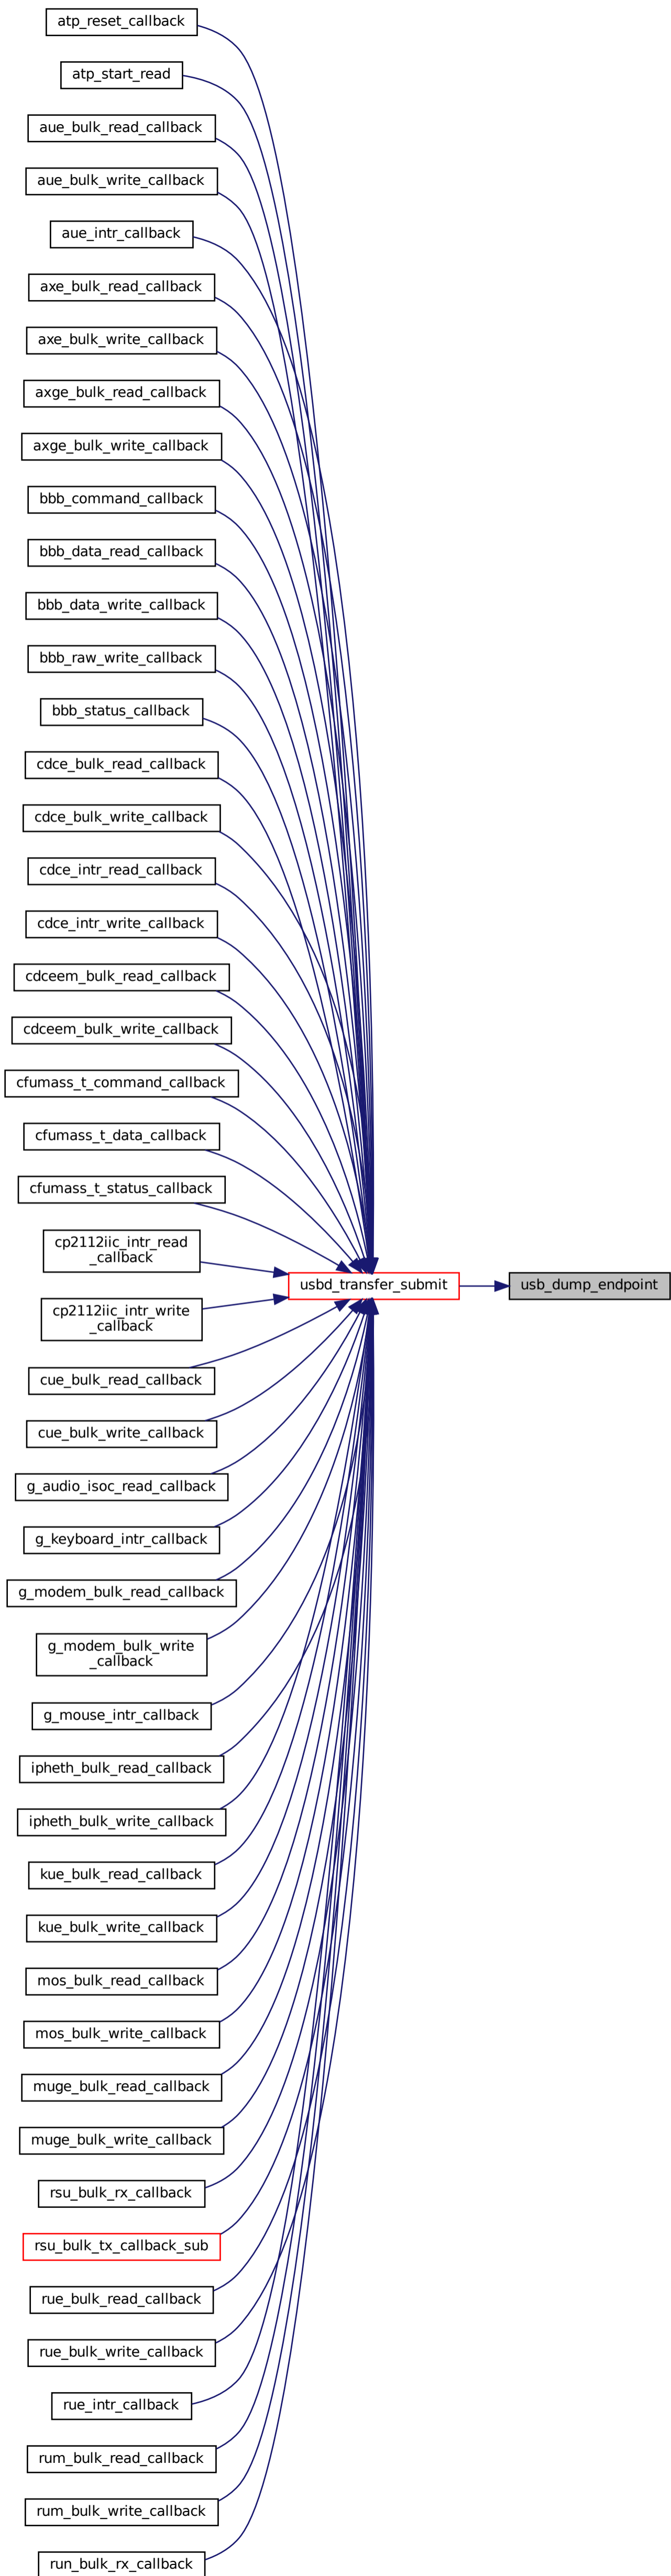 atp_reset_callback
atp_start_read
aue_bulk_read_callback
aue_bulk_write_callback
aue_intr_callback
axe_bulk_read_callback
axe_bulk_write_callback
axge_bulk_read_callback
axge_bulk_write_callback
bbb_command_callback
bbb_data_read_callback
bbb_data_write_callback
bbb_raw_write_callback
bbb_status_callback
cdce_bulk_read_callback
cdce_bulk_write_callback
cdce_intr_read_callback
cdce_intr_write_callback
cdceem_bulk_read_callback
cdceem_bulk_write_callback
cfumass_t_command_callback
cfumass_t_data_callback
cfumass_t_status_callback
cp2112iic_intr_read
_callback
usbd_transfer_submit
usb_dump_endpoint
cp2112iic_intr_write
_callback
cue_bulk_read_callback
cue_bulk_write_callback
g_audio_isoc_read_callback
g_keyboard_intr_callback
g_modem_bulk_read_callback
g_modem_bulk_write
_callback
g_mouse_intr_callback
ipheth_bulk_read_callback
ipheth_bulk_write_callback
kue_bulk_read_callback
kue_bulk_write_callback
mos_bulk_read_callback
mos_bulk_write_callback
muge_bulk_read_callback
muge_bulk_write_callback
rsu_bulk_rx_callback
rsu_bulk_tx_callback_sub
rue_bulk_read_callback
rue_bulk_write_callback
rue_intr_callback
rum_bulk_read_callback
rum_bulk_write_callback
run_bulk_rx_callback